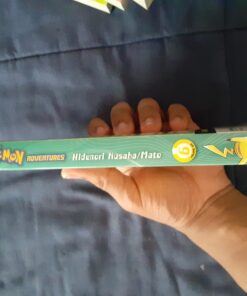 MON ADVENTURES Hidenori Kusaka/Mato